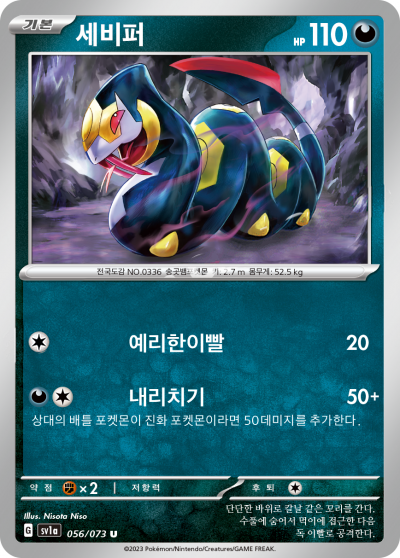 기본
세비퍼
HP 110
전국도감 NO.0336 송곳뱀포켓몬 키: 2.7 m 몸무게: 52.5 kg
예리한이빨 20
내리치기 50+
상대의 배틀 포켓몬이 진화 포켓몬이라면 50데미지를 추가한다.
약점 ×2 저항력 후퇴
Illus. Nisota Niso
G sv1a 056/073 U
단단한 바위로 갈날 같은 꼬리를 간다.
수풀에 숨어서 먹이에 접근한 다음
독 이빨로 공격한다.
©2023 Pokémon/Nintendo/Creatures/GAME FREAK.